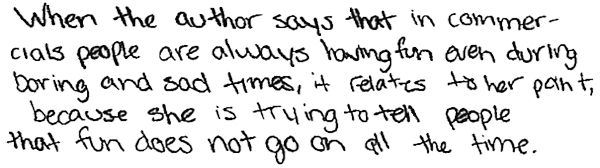 When the author says that in commer-
cials people are always having fun even during
boring and sad times, it relates to her point,
because she is trying to tell people
that fun does not go on all the time.